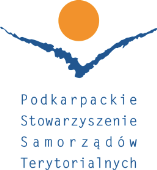 Podkarpackie
Stowarzyszenie
Samorządów
Terytorialnych